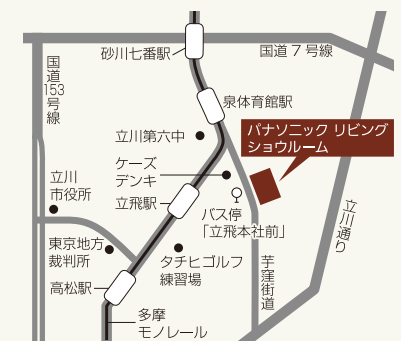 砂川七番駅
国道７号線
国道153号線
泉体育館駅
パナソニック リビング
ショウルーム
立川第六中
ケーズ
デンキ
立川
市役所
立飛駅
バス停
「立飛本社前」
立川通り
東京地方
裁判所
タチヒゴルフ
練習場
芋窪街道
高松駅
多摩
モノレール